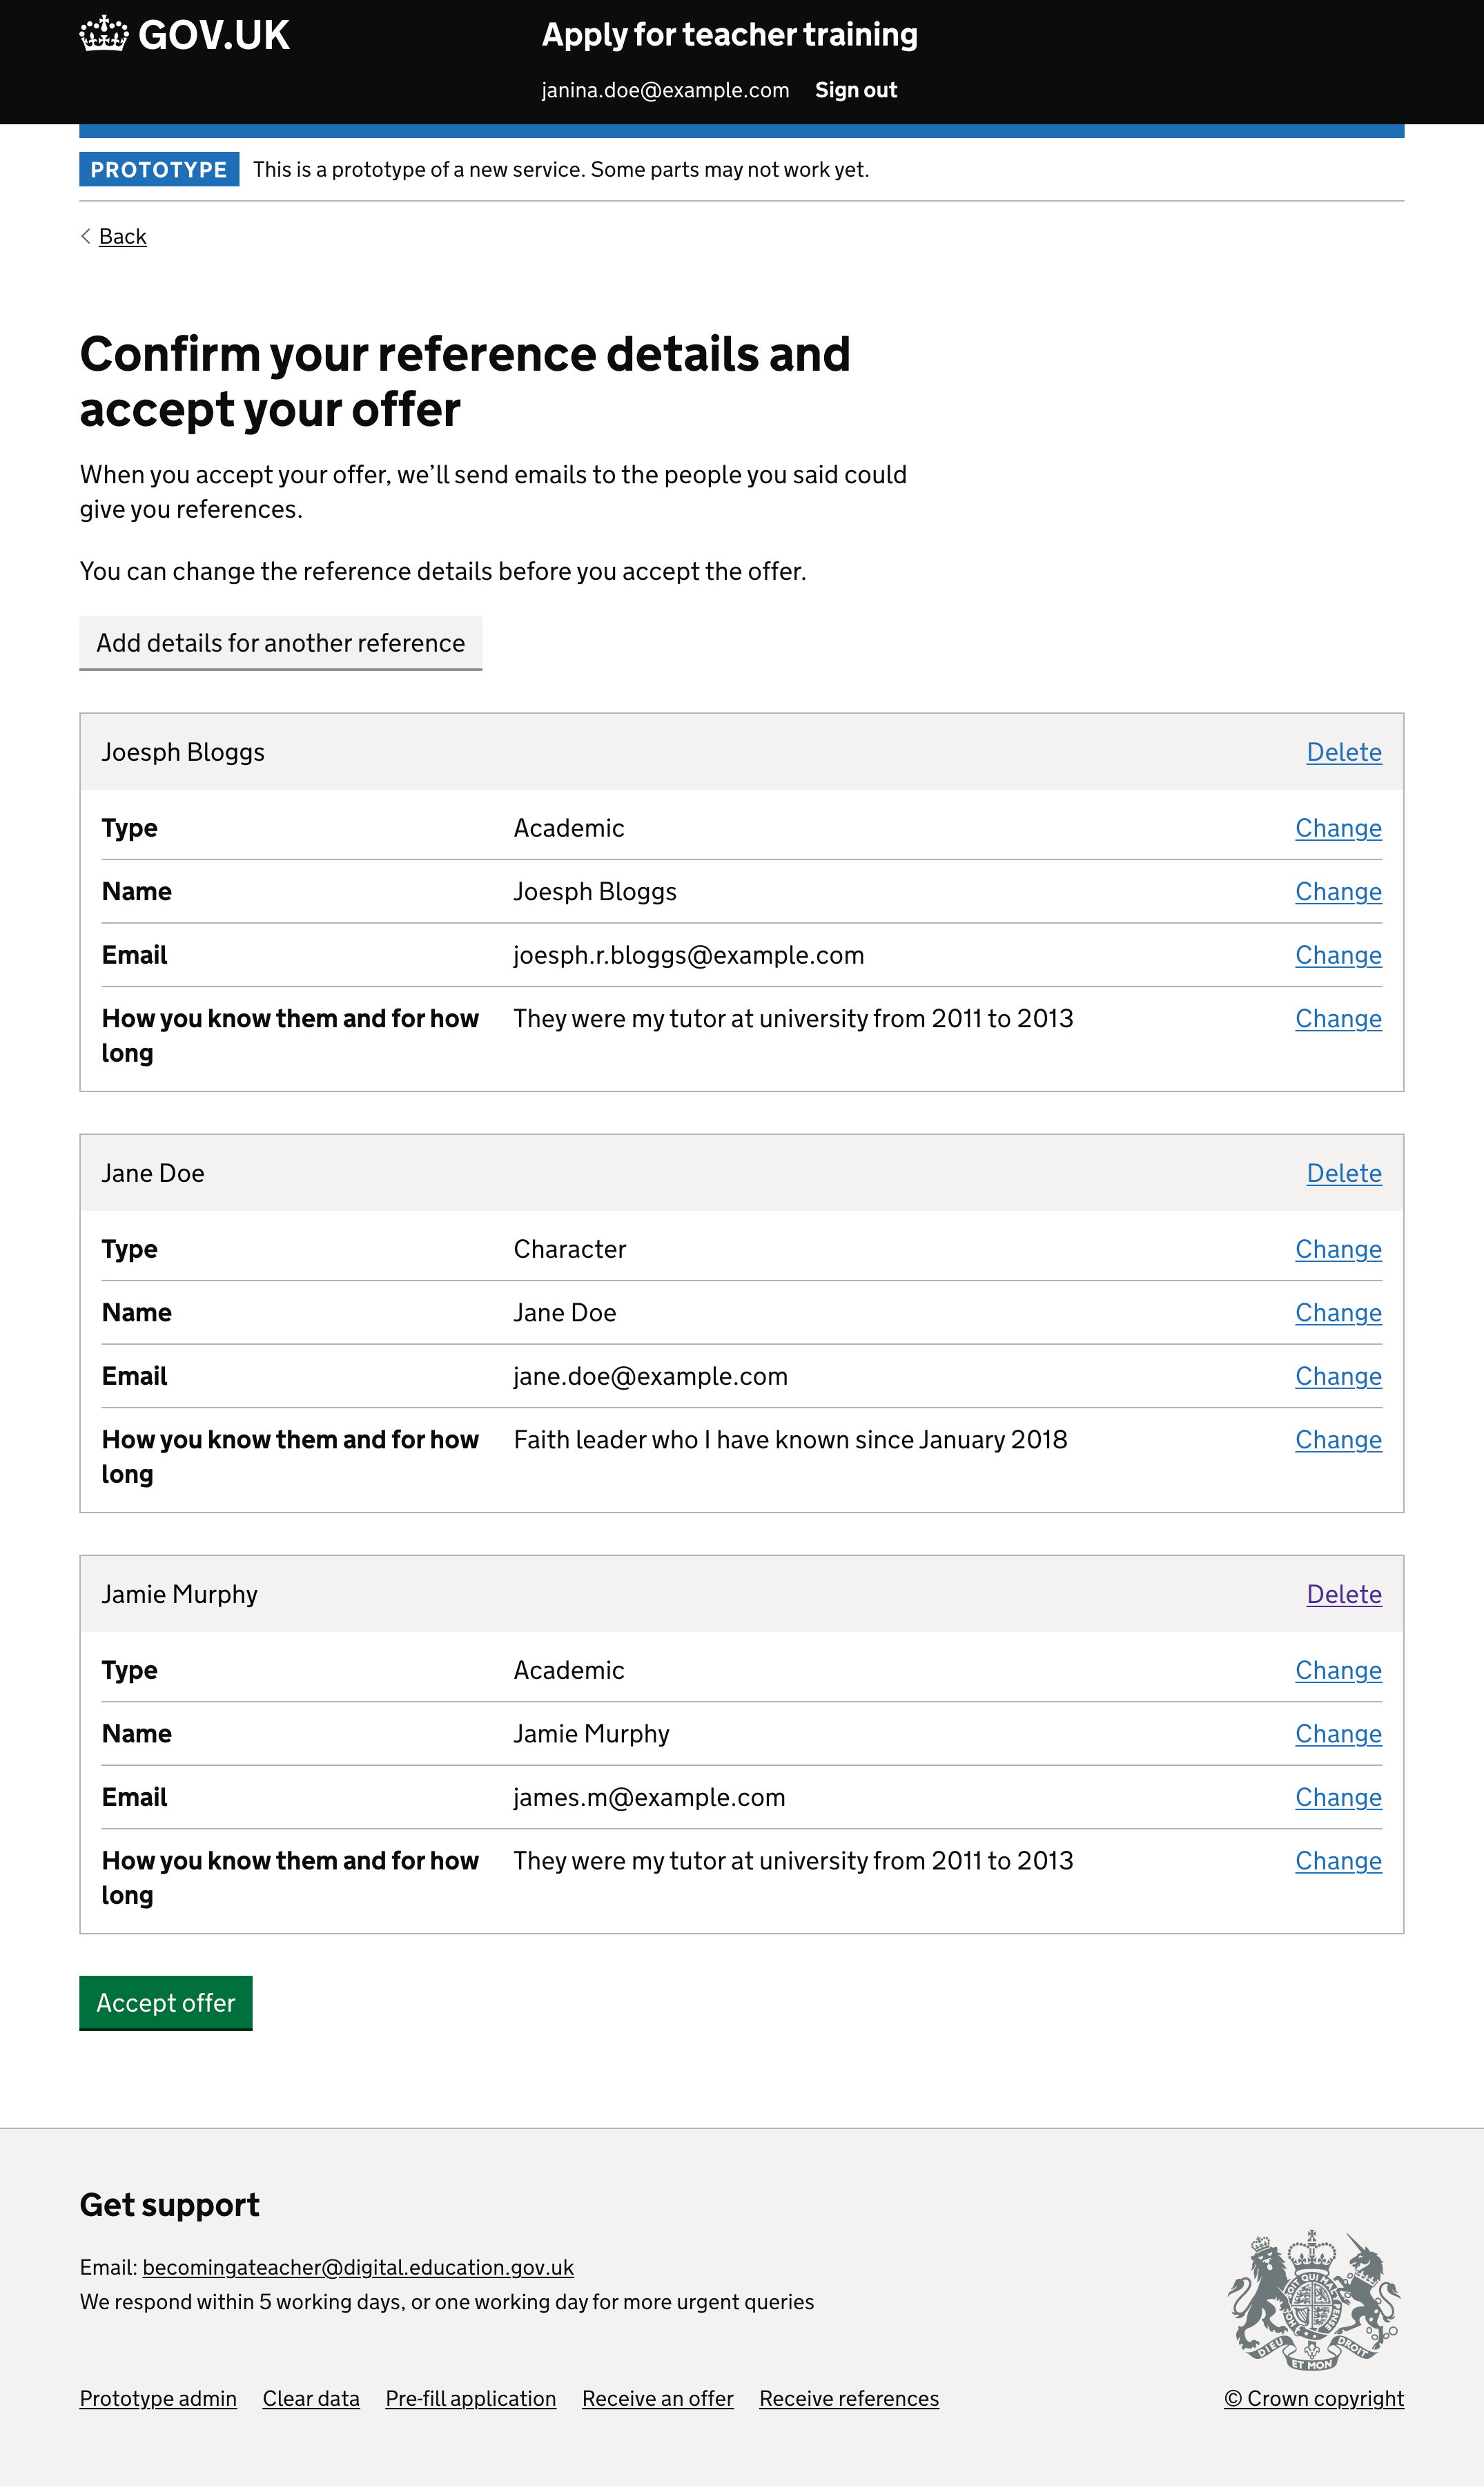 GOV.UK
Apply for teacher training
janina.doe@example.com Sign out
PROTOTYPE This is a prototype of a new service. Some parts may not work yet.
Back
Confirm your reference details and
accept your offer
When you accept your offer, we’ll send emails to the people you said could
give you references.
You can change the reference details before you accept the offer.
Add details for another reference
Joesph Bloggs Delete
Type Academic Change
Name Joesph Bloggs Change
Email joesph.r.bloggs@example.com Change
How you know them and for how They were my tutor at university from 2011 to 2013 Change
long
Jane Doe Delete
Type Character Change
Name Jane Doe Change
Email jane.doe@example.com Change
How you know them and for how Faith leader who I have known since January 2018 Change
long
Jamie Murphy Delete
Type Academic Change
Name Jamie Murphy Change
Email james.m@example.com Change
How you know them and for how They were my tutor at university from 2011 to 2013 Change
long
Accept offer
Get support
Email: becomingateacher@digital.education.gov.uk
We respond within 5 working days, or one working day for more urgent queries
DIEU ET MON DROIT
Prototype admin Clear data Pre-fill application Receive an offer Receive references © Crown copyright